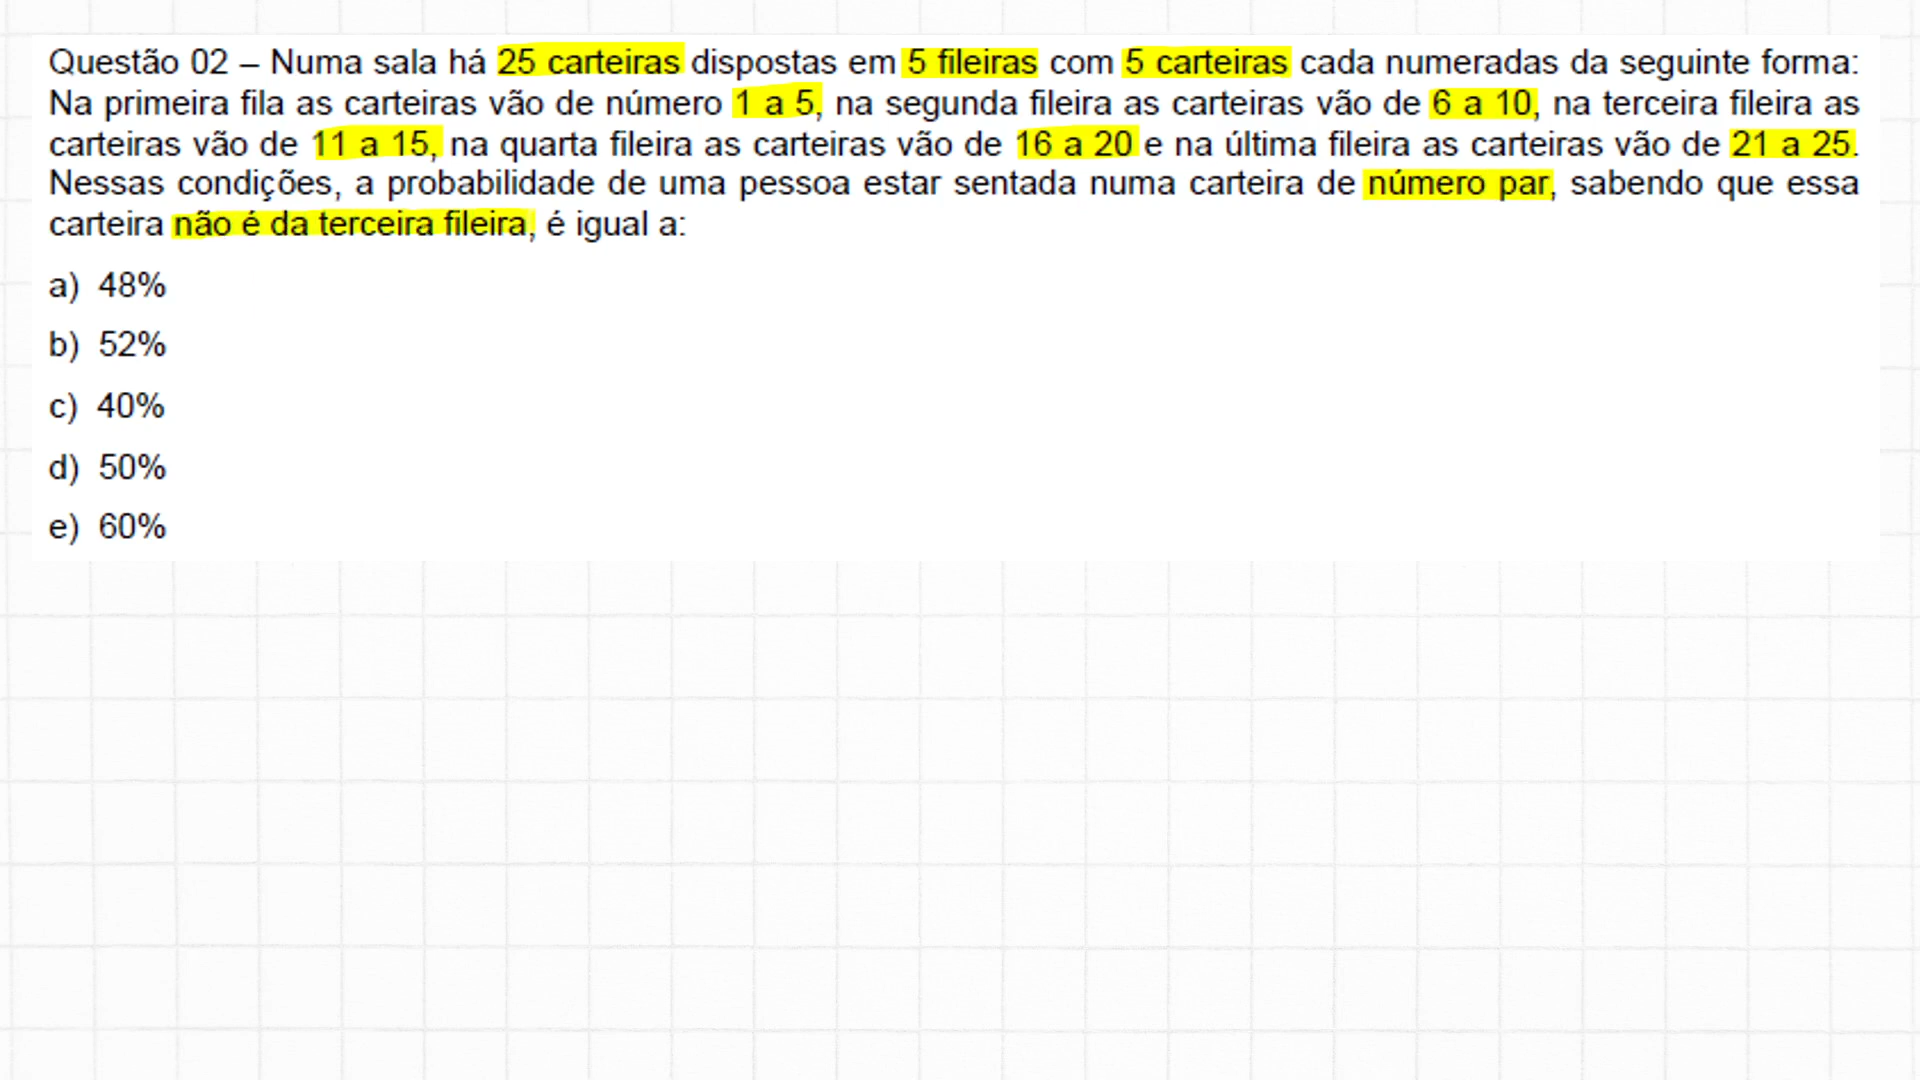 Questão 02 – Numa sala há 25 carteiras dispostas em 5 fileiras com 5 carteiras cada numeradas da seguinte forma:
Na primeira fila as carteiras vão de número 1 a 5, na segunda fileira as carteiras vão de 6 a 10, na terceira fileira as
carteiras vão de 11 a 15, na quarta fileira as carteiras vão de 16 a 20 e na última fileira as carteiras vão de 21 a 25.
Nessas condições, a probabilidade de uma pessoa estar sentada numa carteira de número par, sabendo que essa
carteira não é da terceira fileira, é igual a:
a) 48%
b) 52%
c) 40%
d) 50%
e) 60%